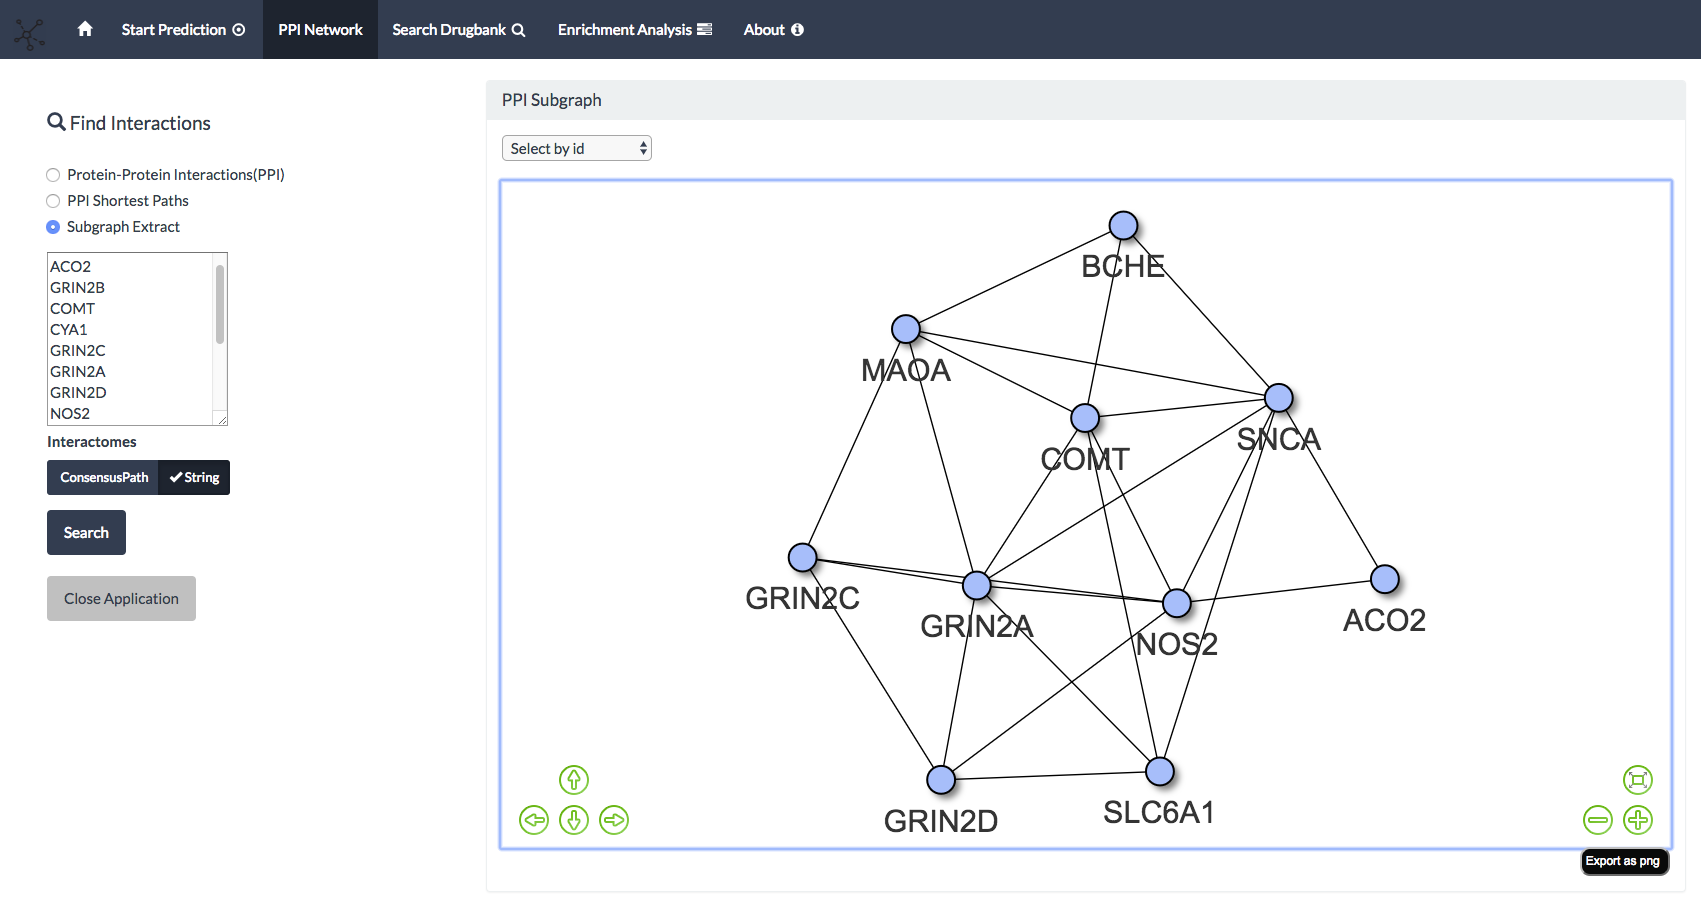 Start Prediction PPI Network Search Drugbank Enrichment Analysis About
Find Interactions
Protein-Protein Interactions(PPI)
PPI Shortest Paths
Subgraph Extract
ACO2
GRIN2B
COMT
CYA1
GRIN2C
GRIN2A
GRIN2D
NOS2
Interactomes
ConsensusPath String
Search
Close Application
PPI Subgraph
Select by id
BCHE
MAOA
SNCA
COMT
GRIN2C
GRIN2A
ACO2
NOS2
SLC6A1
GRIN2D
Export as png